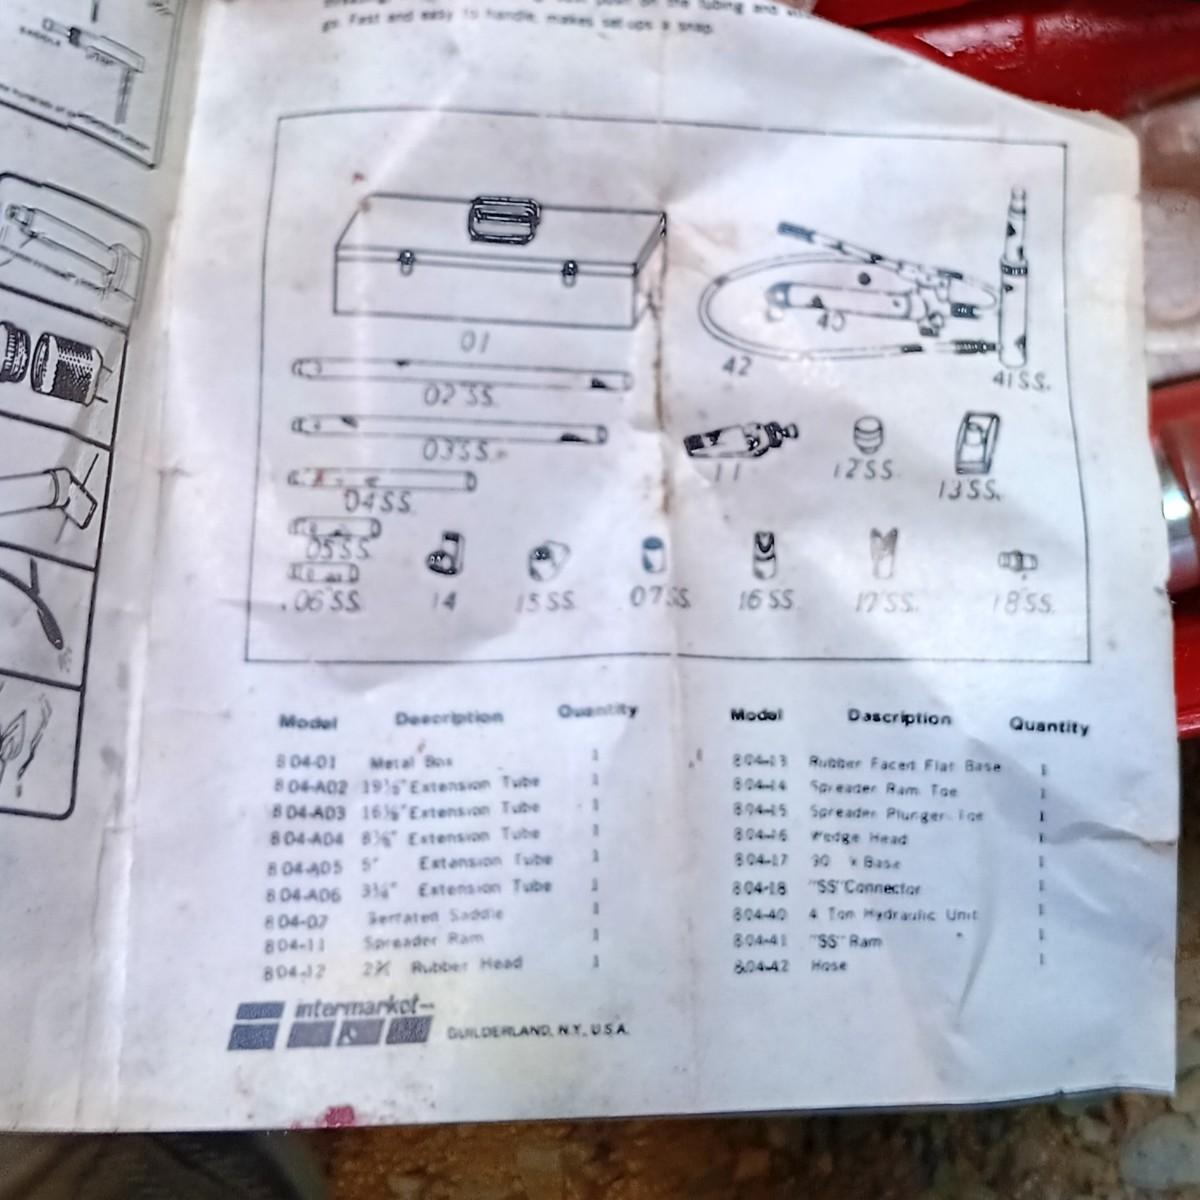 SADDLE
the tubing and
go. Fast and easy to handle, makes set-ups a snap.
01
02 SS.
03 SS.
04 SS.
05 SS.
06 SS.
40
42
41 SS.
11
12 SS.
13 SS.
14
15 SS.
07 SS.
16 SS.
17 SS.
18 SS.
Model Description Quantity
804-01 Metal Box 1
804-A02 19½" Extension Tube 1
804-A03 16½" Extension Tube 1
804-A04 Extension Tube 1
804-A05 5" Extension Tube 1
804-A06 Extension Tube 1
804-07 Serrated Saddle 1
804-11 Spreader Ram 1
804-12 Rubber Head 1
Model Description Quantity
804-13 Rubber Faced Flat Base 1
804-14 Spreader Ram Toe 1
804-15 Spreader Plunger Toe 1
804-16 Wedge Head 1
804-17 90 Base 1
804-18 "SS" Connector 1
804-40 4 Ton Hydraulic Unit 1
804-41 "SS" Ram 1
804-42 Hose 1
intermarket
GUILDERLAND, N.Y., U.S.A.